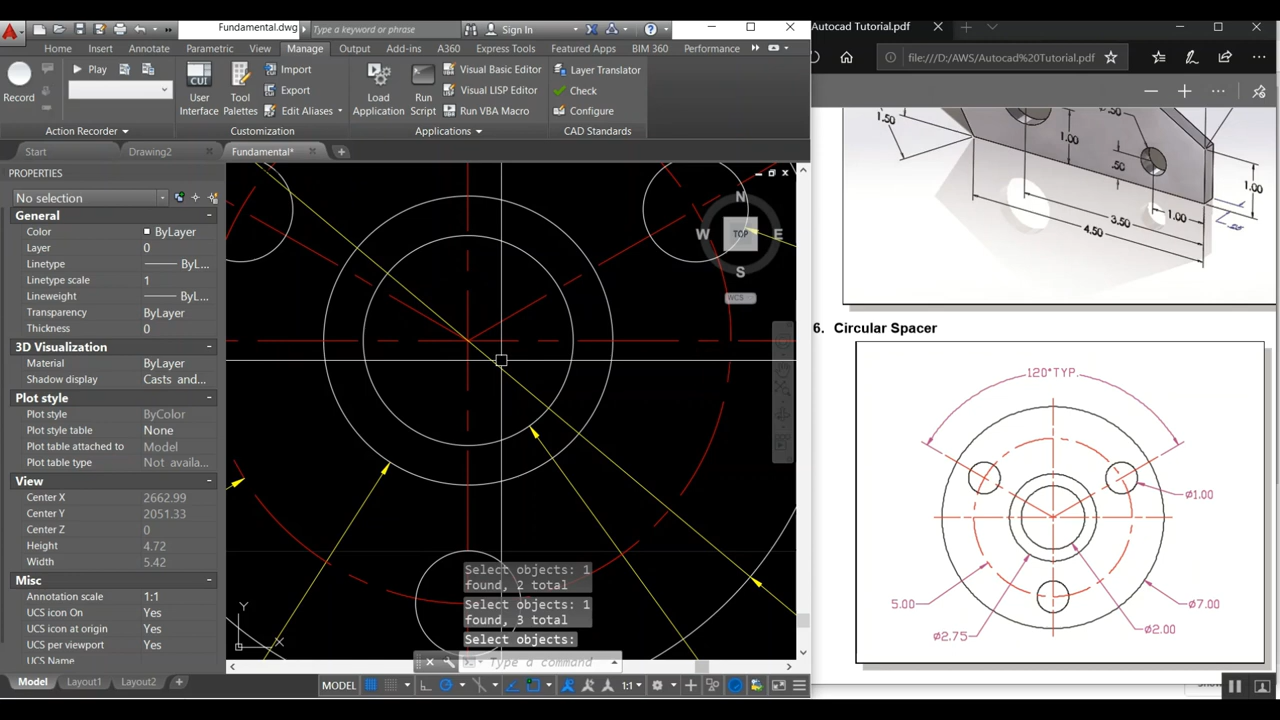 Fundamental.dwg
Type a keyword or phrase
Sign In
Home
Insert
Annotate
Parametric
View
Manage
Output
Add-ins
A360
Express Tools
Featured Apps
BIM 360
Performance
Record
Play
Action Recorder
CUI
User
Interface
Tool
Palettes
Import
Export
Edit Aliases
Customization
Load
Application
Run
Script
Visual Basic Editor
Visual LISP Editor
Run VBA Macro
Applications
Layer Translator
Check
Configure
CAD Standards
Start
Drawing2
Fundamental*
PROPERTIES
No selection
General
Color ByLayer
Layer 0
Linetype ByL...
Linetype scale 1
Lineweight ByL...
Transparency ByLayer
Thickness 0
3D Visualization
Material ByLayer
Shadow display Casts and...
Plot style
Plot style ByColor
Plot style table None
Plot table attached to Model
Plot table type Not availa...
View
Center X 2662.99
Center Y 2051.33
Center Z 0
Height 4.72
Width 5.42
Misc
Annotation scale 1:1
UCS icon On Yes
UCS icon at origin Yes
UCS per viewport Yes
UCS Name
N
W TOP E
S
WCS
Y
X
Select objects: 1
found, 2 total
Select objects: 1
found, 3 total
Select objects:
Type a command
Model
Layout1
Layout2
MODEL
1:1
Autocad Tutorial.pdf
file:///D:/AWS/Autocad%20Tutorial.pdf
1.50
1.00
.50
.50
1.00
3.50
1.00
4.50
6. Circular Spacer
120°TYP.
ø1.00
5.00
ø7.00
ø2.75
ø2.00